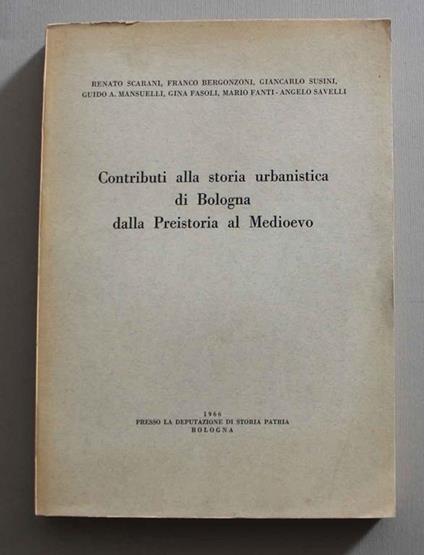 RENATO SCARANI, FRANCO BERGONZONI, GIANCARLO SUSINI,
GUIDO A. MANSUELLI, GINA FASOLI, MARIO FANTI - ANGELO SAVELLI
Contributi alla storia urbanistica
di Bologna
dalla Preistoria al Medioevo
1966
PRESSO LA DEPUTAZIONE DI STORIA PATRIA
BOLOGNA